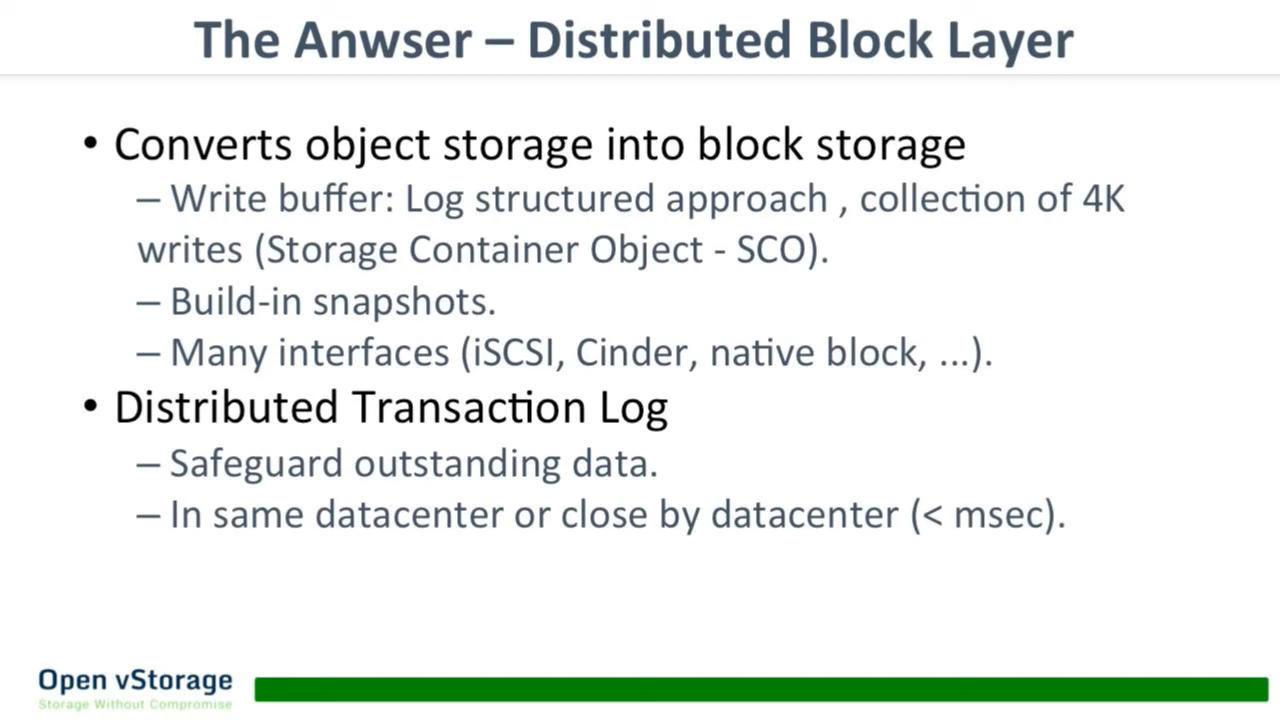 The Anwser – Distributed Block Layer
• Converts object storage into block storage
– Write buffer: Log structured approach , collection of 4K
writes (Storage Container Object - SCO).
– Build-in snapshots.
– Many interfaces (iSCSI, Cinder, native block, ...).
• Distributed Transaction Log
– Safeguard outstanding data.
– In same datacenter or close by datacenter (< msec).
Open vStorage
Storage Without Compromise